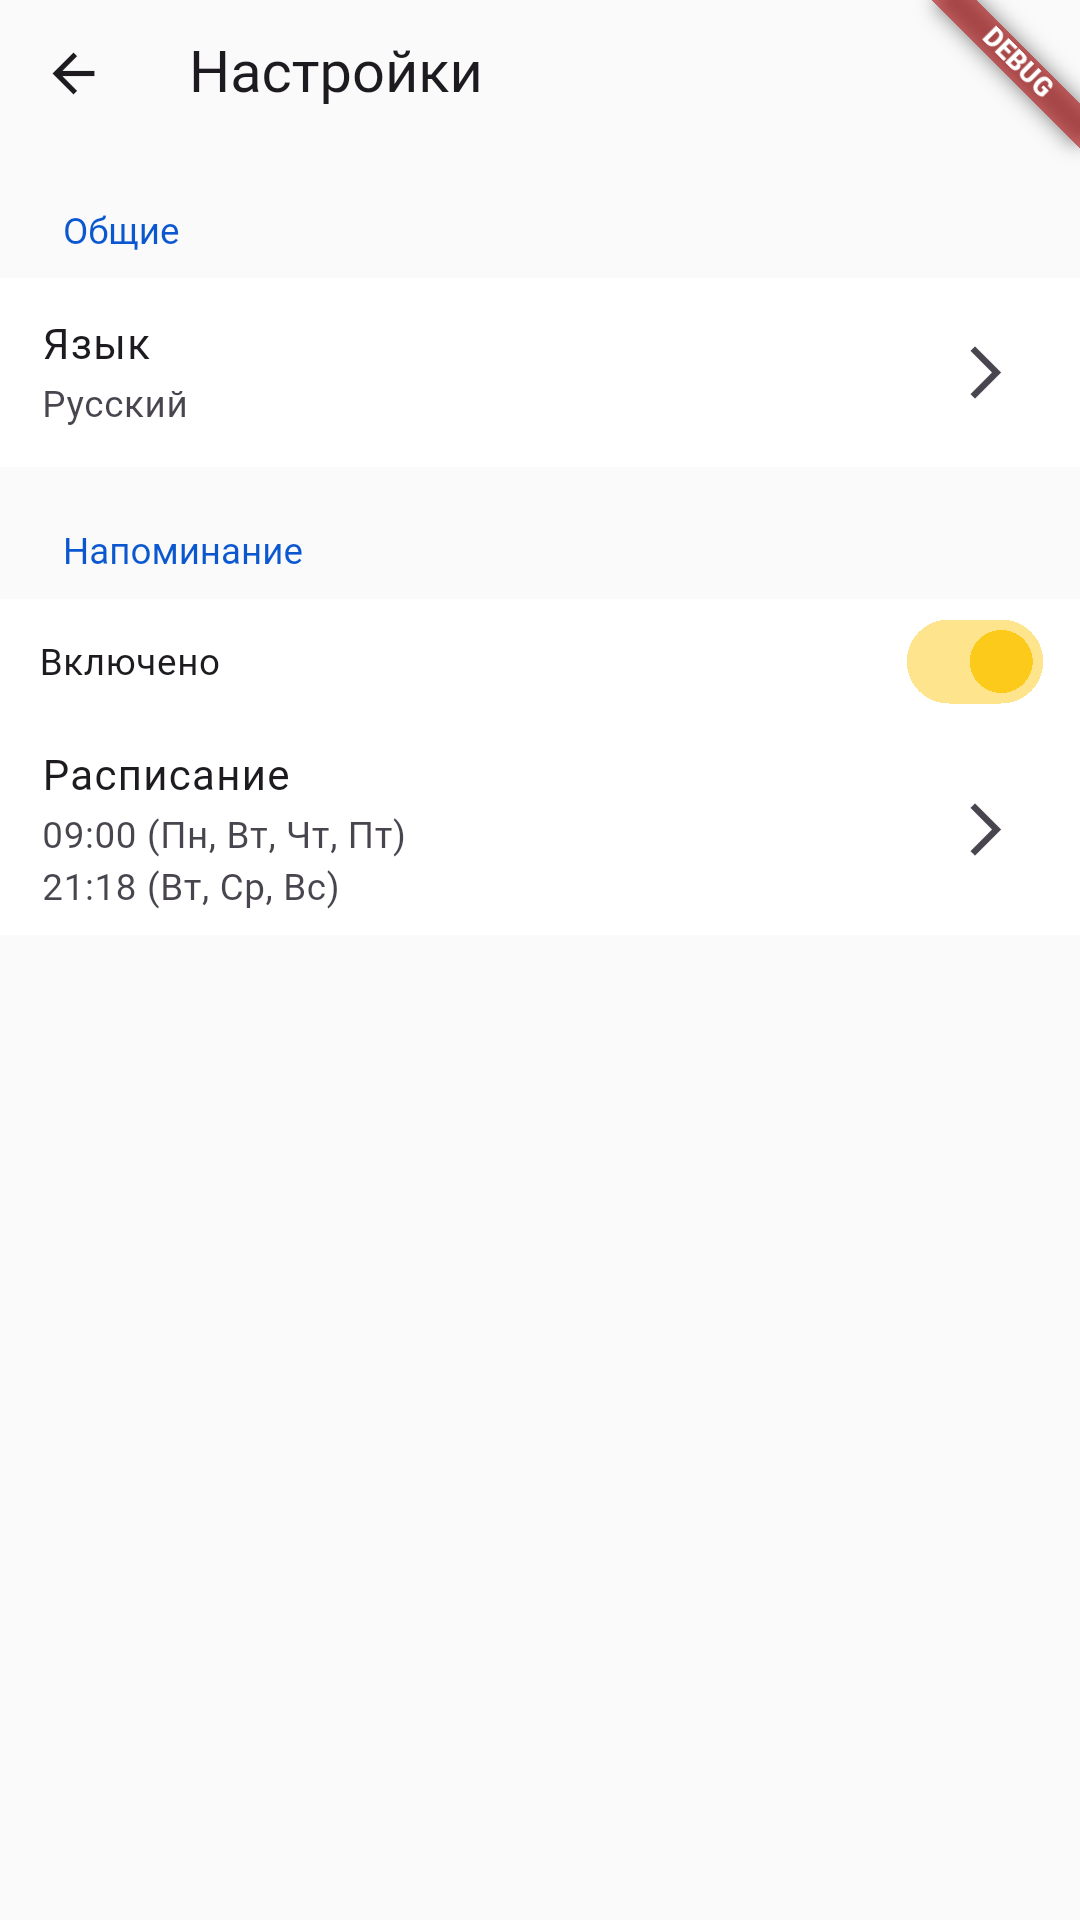 Настройки
DEBUG
Общие
Язык
Русский
Напоминание
Включено
Расписание
09:00 (Пн, Вт, Чт, Пт)
21:18 (Вт, Ср, Вс)